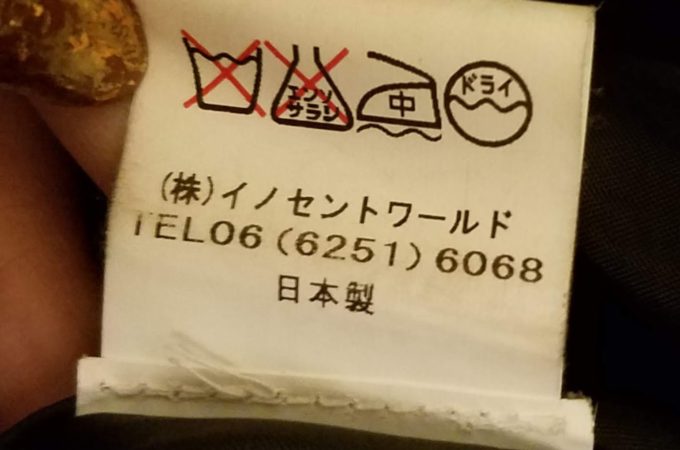 エンソ
サラシ
中
ドライ
(株)イノセントワールド
TEL06(6251)6068
日本製